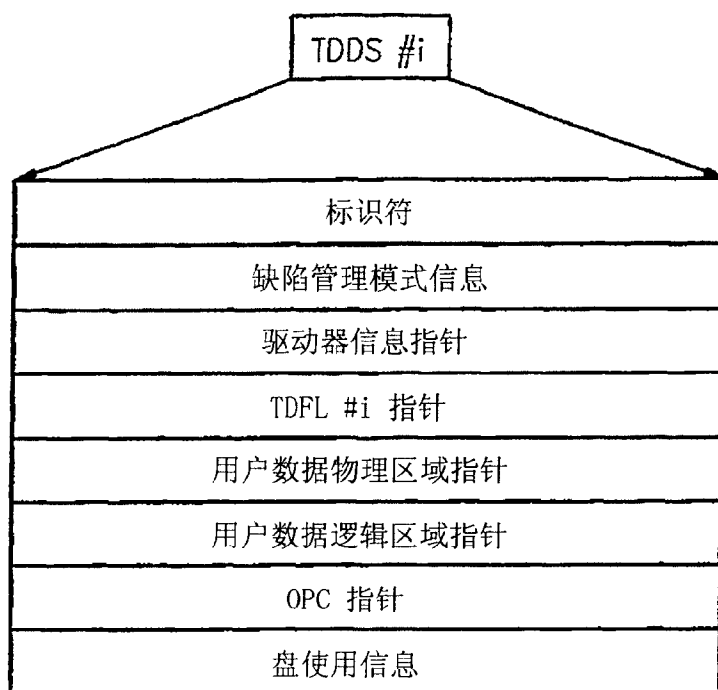 TDDS #i
标识符
缺陷管理模式信息
驱动器信息指针
TDFL #i 指针
用户数据物理区域指针
用户数据逻辑区域指针
OPC 指针
盘使用信息